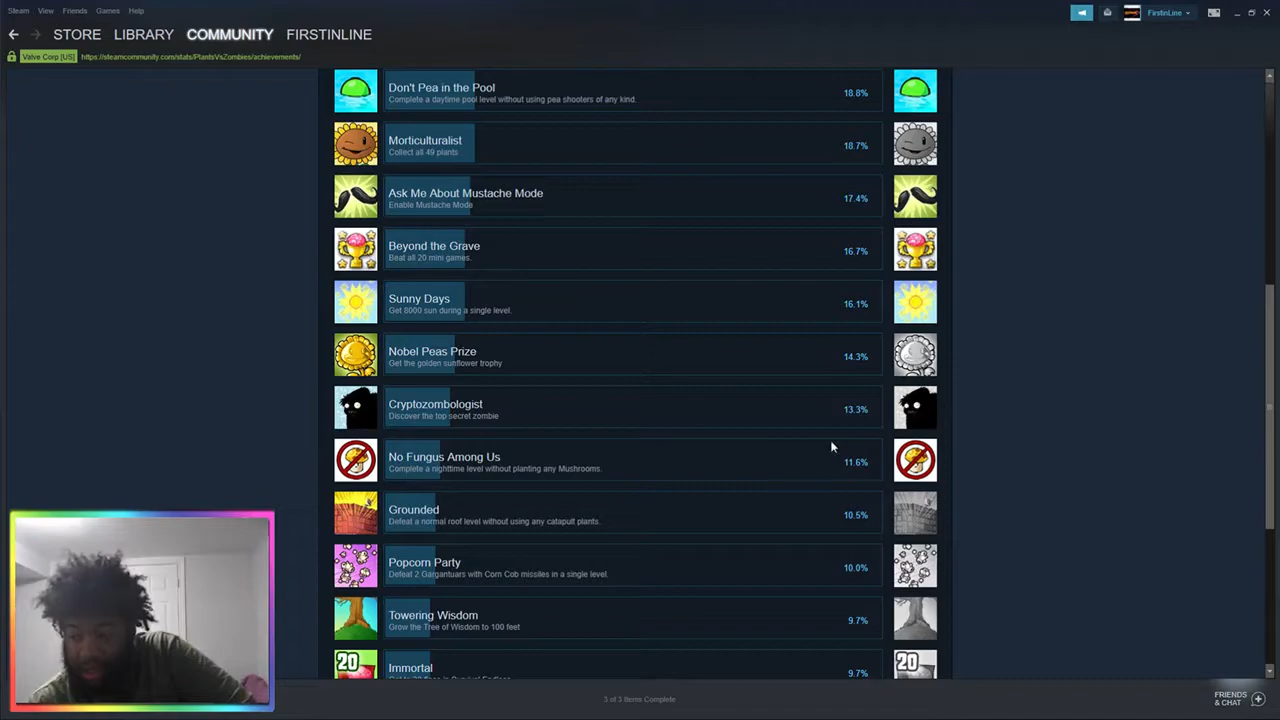 Steam View Friends Games Help
FirstinLine
STORE LIBRARY COMMUNITY FIRSTINLINE
Valve Corp [US] https://steamcommunity.com/stats/PlantsVsZombies/achievements/
Don't Pea in the Pool
Complete a daytime pool level without using pea shooters of any kind.
18.8%
Morticulturalist
Collect all 49 plants
18.7%
Ask Me About Mustache Mode
Enable Mustache Mode
17.4%
Beyond the Grave
Beat all 20 mini games.
16.7%
Sunny Days
Get 8000 sun during a single level.
16.1%
Nobel Peas Prize
Get the golden sunflower trophy
14.3%
Cryptozombologist
Discover the top secret zombie
13.3%
No Fungus Among Us
Complete a nighttime level without planting any Mushrooms.
11.6%
Grounded
Defeat a normal roof level without using any catapult plants.
10.5%
Popcorn Party
Defeat 2 Gargantuars with Corn Cob missiles in a single level.
10.0%
Towering Wisdom
Grow the Tree of Wisdom to 100 feet
9.7%
20
Immortal
9.7%
20
3 of 3 Items Complete
FRIENDS
& CHAT